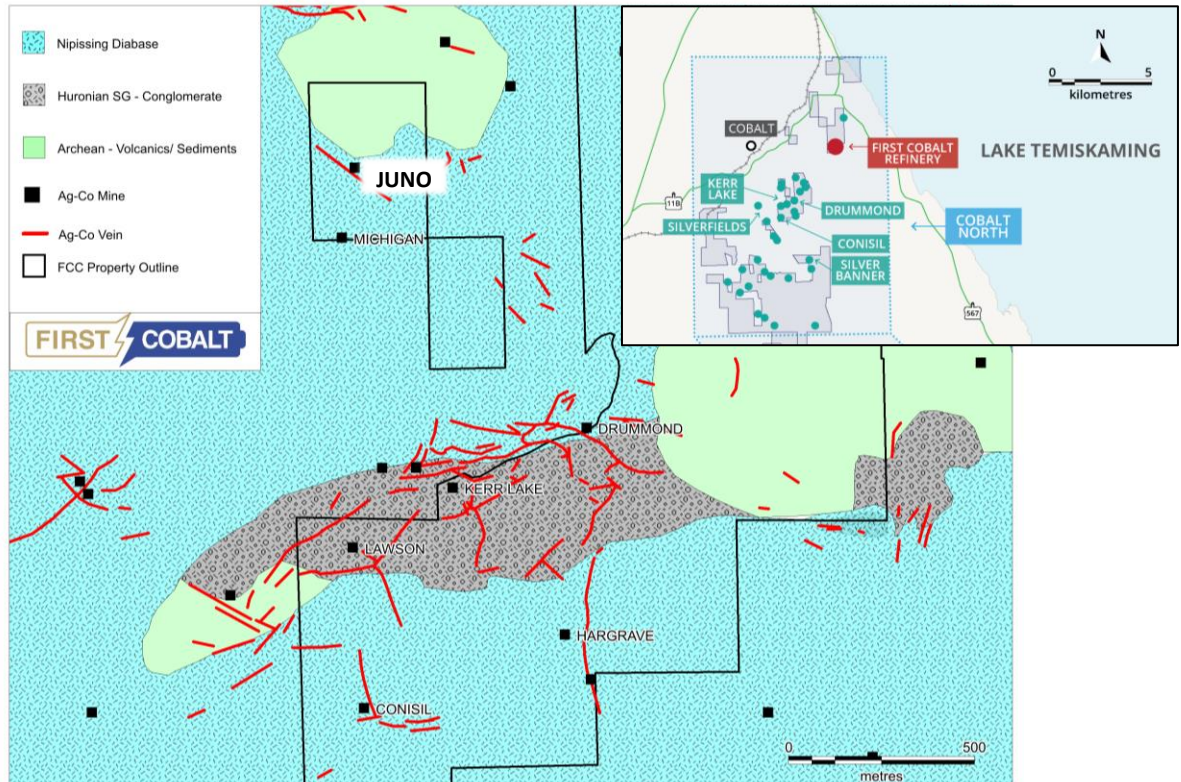 Nipissing Diabase
Huronian SG - Conglomerate
Archean - Volcanics/ Sediments
Ag-Co Mine
Ag-Co Vein
FCC Property Outline
FIRST COBALT
JUNO
MICHIGAN
DRUMMOND
KERR LAKE
LAWSON
HARGRAVE
CONISIL
0 500
metres
N
0 5
kilometres
COBALT
FIRST COBALT
REFINERY
LAKE TEMISKAMING
KERR
LAKE
11B
DRUMMOND
SILVERFIELDS
COBALT
NORTH
CONISIL
SILVER
BANNER
567